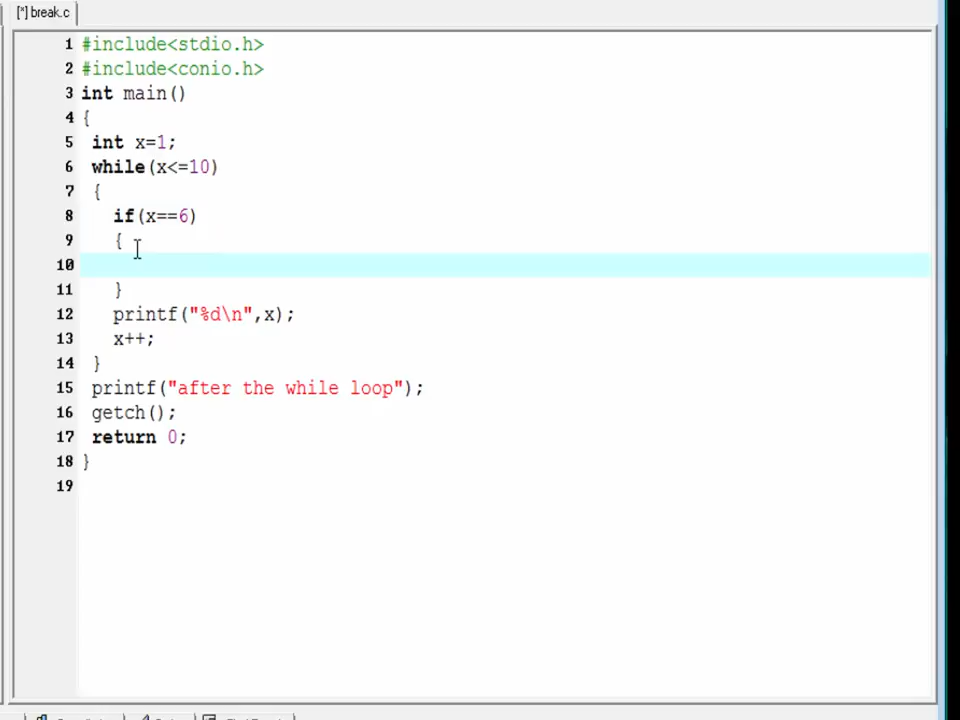 [*] break.c
1 #include<stdio.h>
2 #include<conio.h>
3 int main()
4 {
5 int x=1;
6 while(x<=10)
7 {
8 if(x==6)
9 {
10
11 }
12 printf("%d\n",x);
13 x++;
14 }
15 printf("after the while loop");
16 getch();
17 return 0;
18 }
19